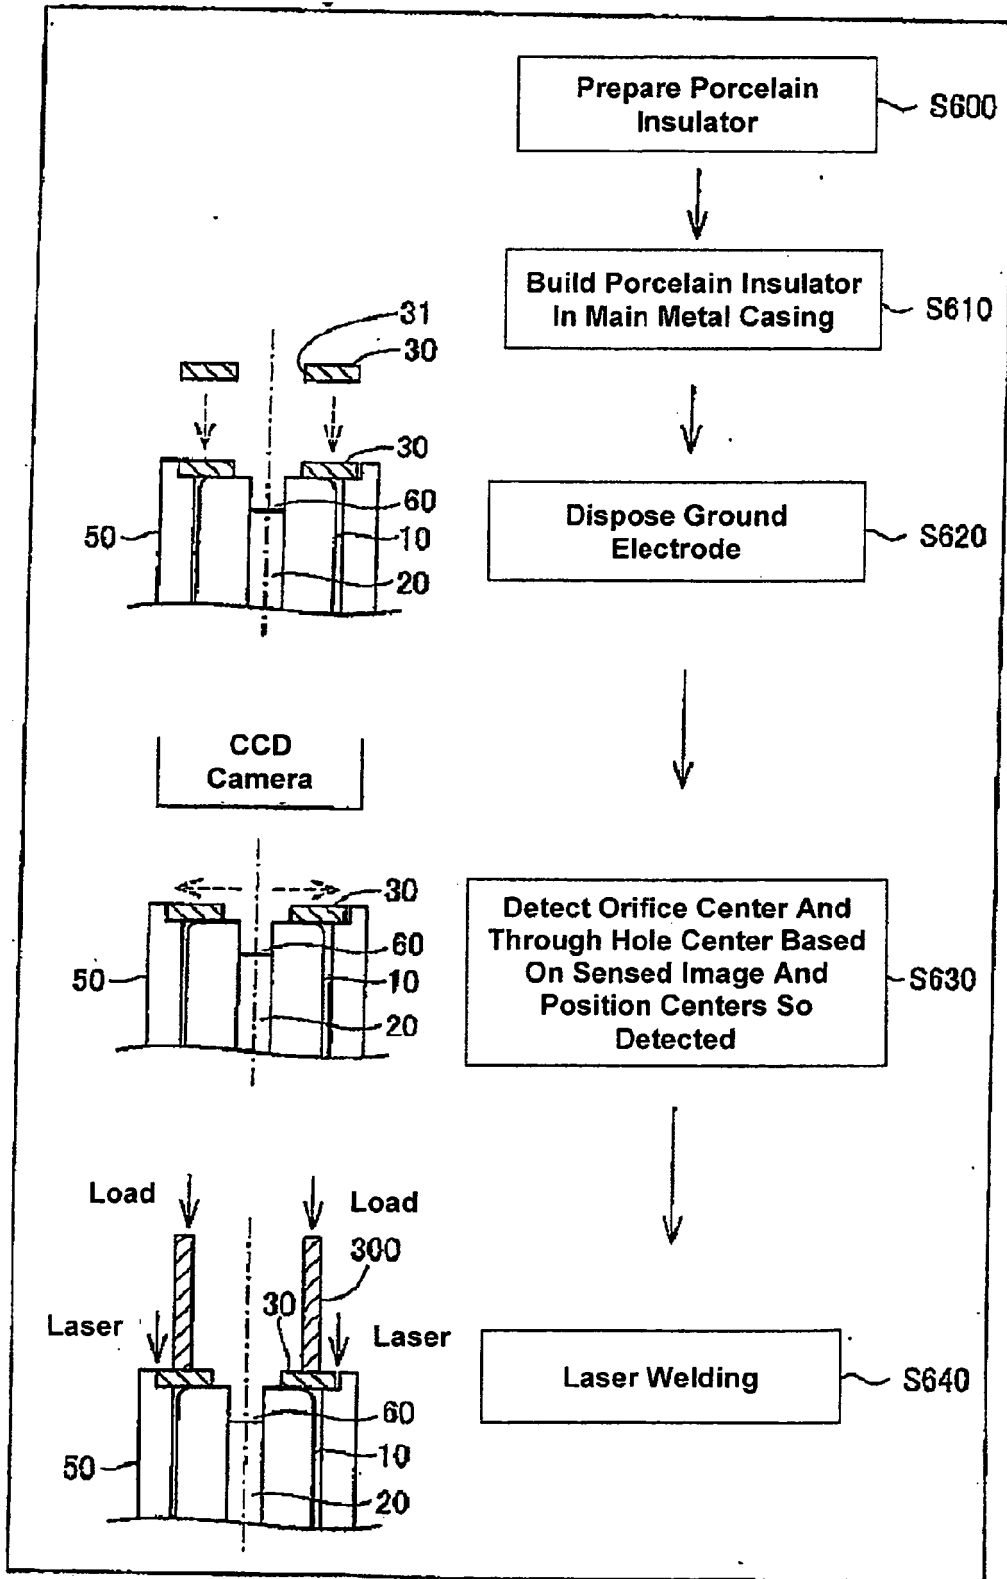 Prepare Porcelain
Insulator
S600
Build Porcelain Insulator
In Main Metal Casing
S610
31
30
30
60
50
10
20
Dispose Ground
Electrode
S620
CCD
Camera
30
60
50
10
20
Detect Orifice Center And
Through Hole Center Based
On Sensed Image And
Position Centers So
Detected
S630
Load
Load
300
30
Laser
Laser
60
10
50
20
Laser Welding
S640